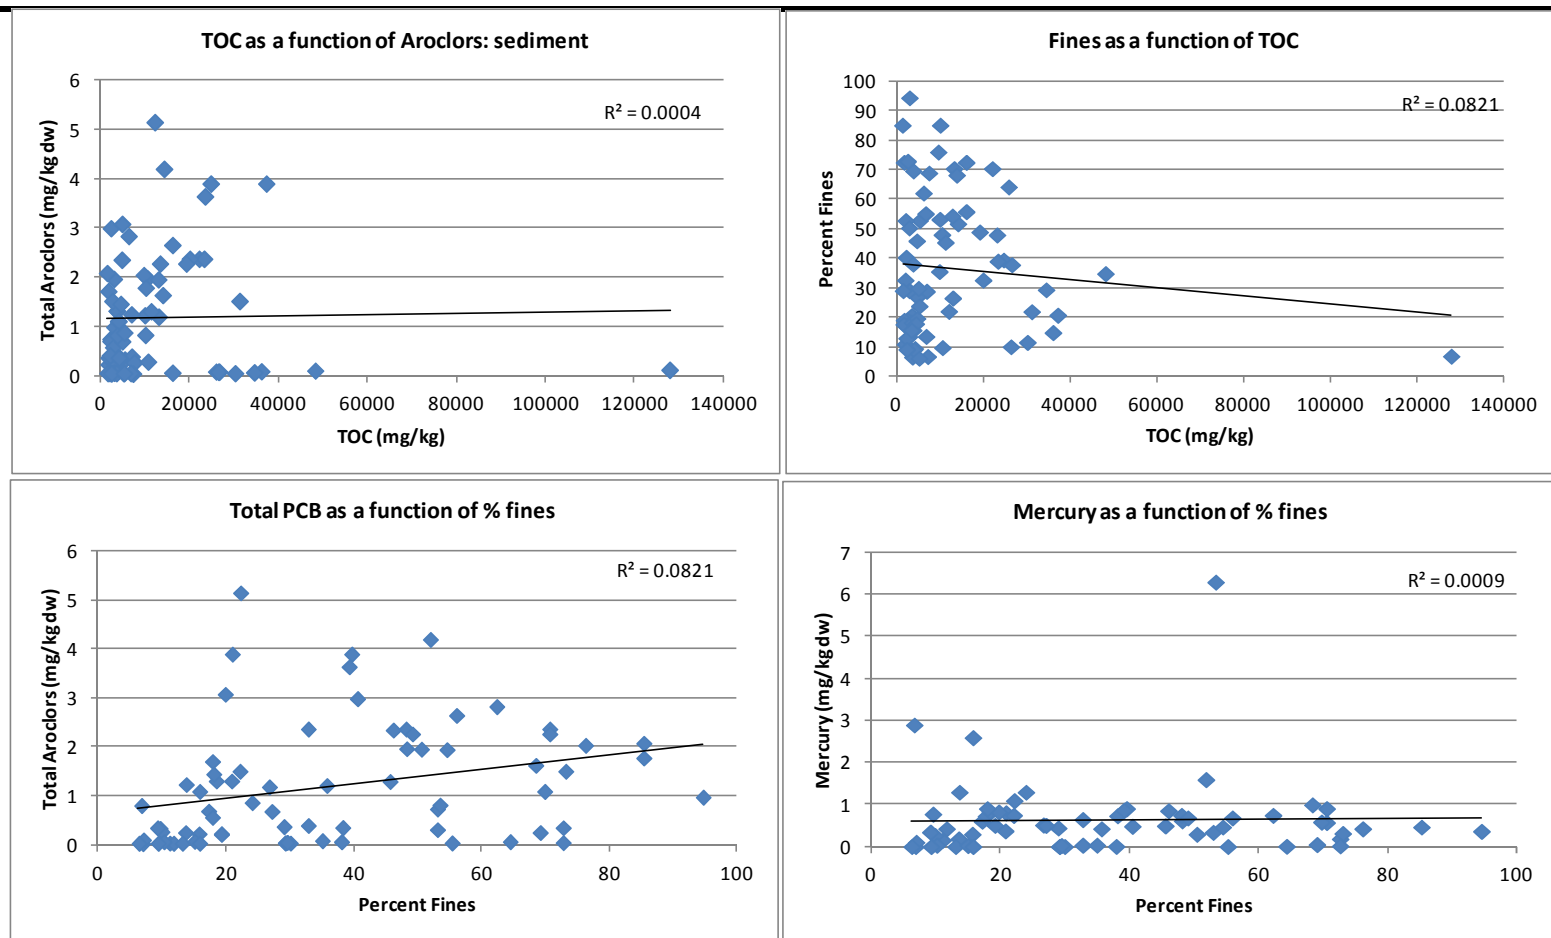 TOC as a function of Aroclors: sediment
R² = 0.0004
Total Aroclors (mg/kg dw)
6
5
4
3
2
1
0
0 20000 40000 60000 80000 100000 120000 140000
TOC (mg/kg)
Fines as a function of TOC
R² = 0.0821
Percent Fines
100
90
80
70
60
50
40
30
20
10
0
0 20000 40000 60000 80000 100000 120000 140000
TOC (mg/kg)
Total PCB as a function of % fines
R² = 0.0821
Total Aroclors (mg/kg dw)
6
5
4
3
2
1
0
0 20 40 60 80 100
Percent Fines
Mercury as a function of % fines
R² = 0.0009
Mercury (mg/kg dw)
7
6
5
4
3
2
1
0
0 20 40 60 80 100
Percent Fines